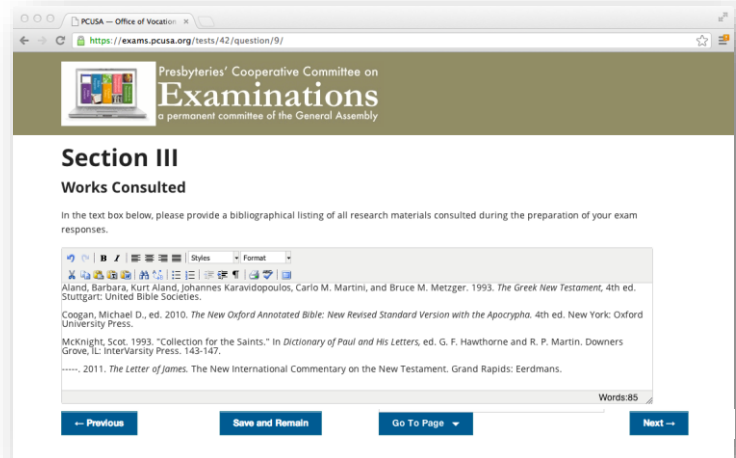 PCUSA — Office of Vocation
https://exams.pcusa.org/tests/42/question/9/
Presbyteries' Cooperative Committee on
Examinations
a permanent committee of the General Assembly
Section III
Works Consulted
In the text box below, please provide a bibliographical listing of all research materials consulted during the preparation of your exam
responses.
B I Styles Format
Aland, Barbara, Kurt Aland, Johannes Karavidopoulos, Carlo M. Martini, and Bruce M. Metzger. 1993. The Greek New Testament, 4th ed.
Stuttgart: United Bible Societies.
Coogan, Michael D., ed. 2010. The New Oxford Annotated Bible: New Revised Standard Version with the Apocrypha. 4th ed. New York: Oxford
University Press.
McKnight, Scot. 1993. "Collection for the Saints." In Dictionary of Paul and His Letters, ed. G. F. Hawthorne and R. P. Martin. Downers
Grove, IL: InterVarsity Press. 143-147.
-----. 2011. The Letter of James. The New International Commentary on the New Testament. Grand Rapids: Eerdmans.
Words:85
← Previous Save and Remain Go To Page Next →